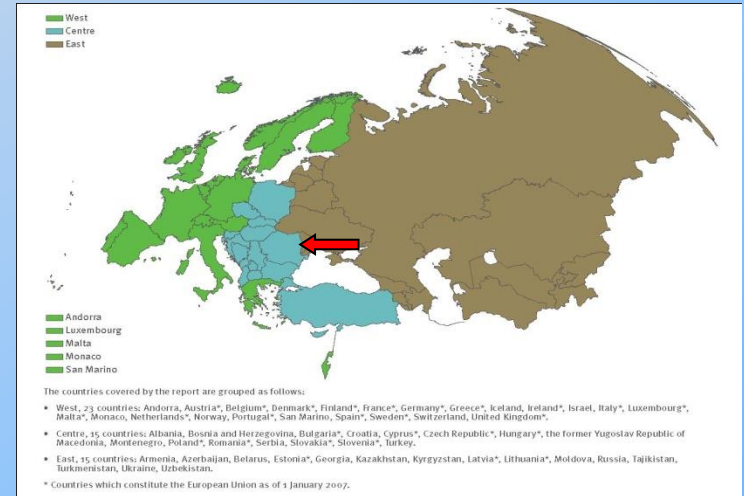 West
Centre
East
Andorra
Luxembourg
Malta
Monaco
San Marino
The countries covered by the report are grouped as follows:
• West, 23 countries: Andorra, Austria*, Belgium*, Denmark*, Finland*, France*, Germany*, Greece*, Iceland, Ireland*, Israel, Italy*, Luxembourg*,
Malta*, Monaco, Netherlands*, Norway, Portugal*, San Marino, Spain*, Sweden*, Switzerland, United Kingdom*.
• Centre, 15 countries: Albania, Bosnia and Herzegovina, Bulgaria*, Croatia, Cyprus*, Czech Republic*, Hungary*, the former Yugoslav Republic of
Macedonia, Montenegro, Poland*, Romania*, Serbia, Slovakia*, Slovenia*, Turkey.
• East, 15 countries: Armenia, Azerbaijan, Belarus, Estonia*, Georgia, Kazakhstan, Kyrgyzstan, Latvia*, Lithuania*, Moldova, Russia, Tajikistan,
Turkmenistan, Ukraine, Uzbekistan.
* Countries which constitute the European Union as of 1 January 2007.